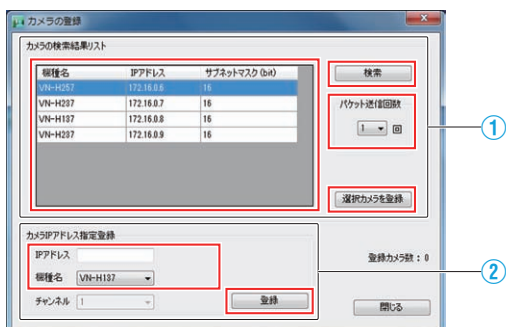 カメラの登録
カメラの検索結果リスト
機種名 IPアドレス サブネットマスク(bit)
VN-H257 172.16.0.6 16
VN-H237 172.16.0.7 16
VN-H137 172.16.0.8 16
VN-H237 172.16.0.9 16
検索
パケット送信回数
1 回
①
選択カメラを登録
カメラIPアドレス指定登録
IPアドレス
登録カメラ数：0
機種名 VN-H137
②
チャンネル 1
登録
閉じる